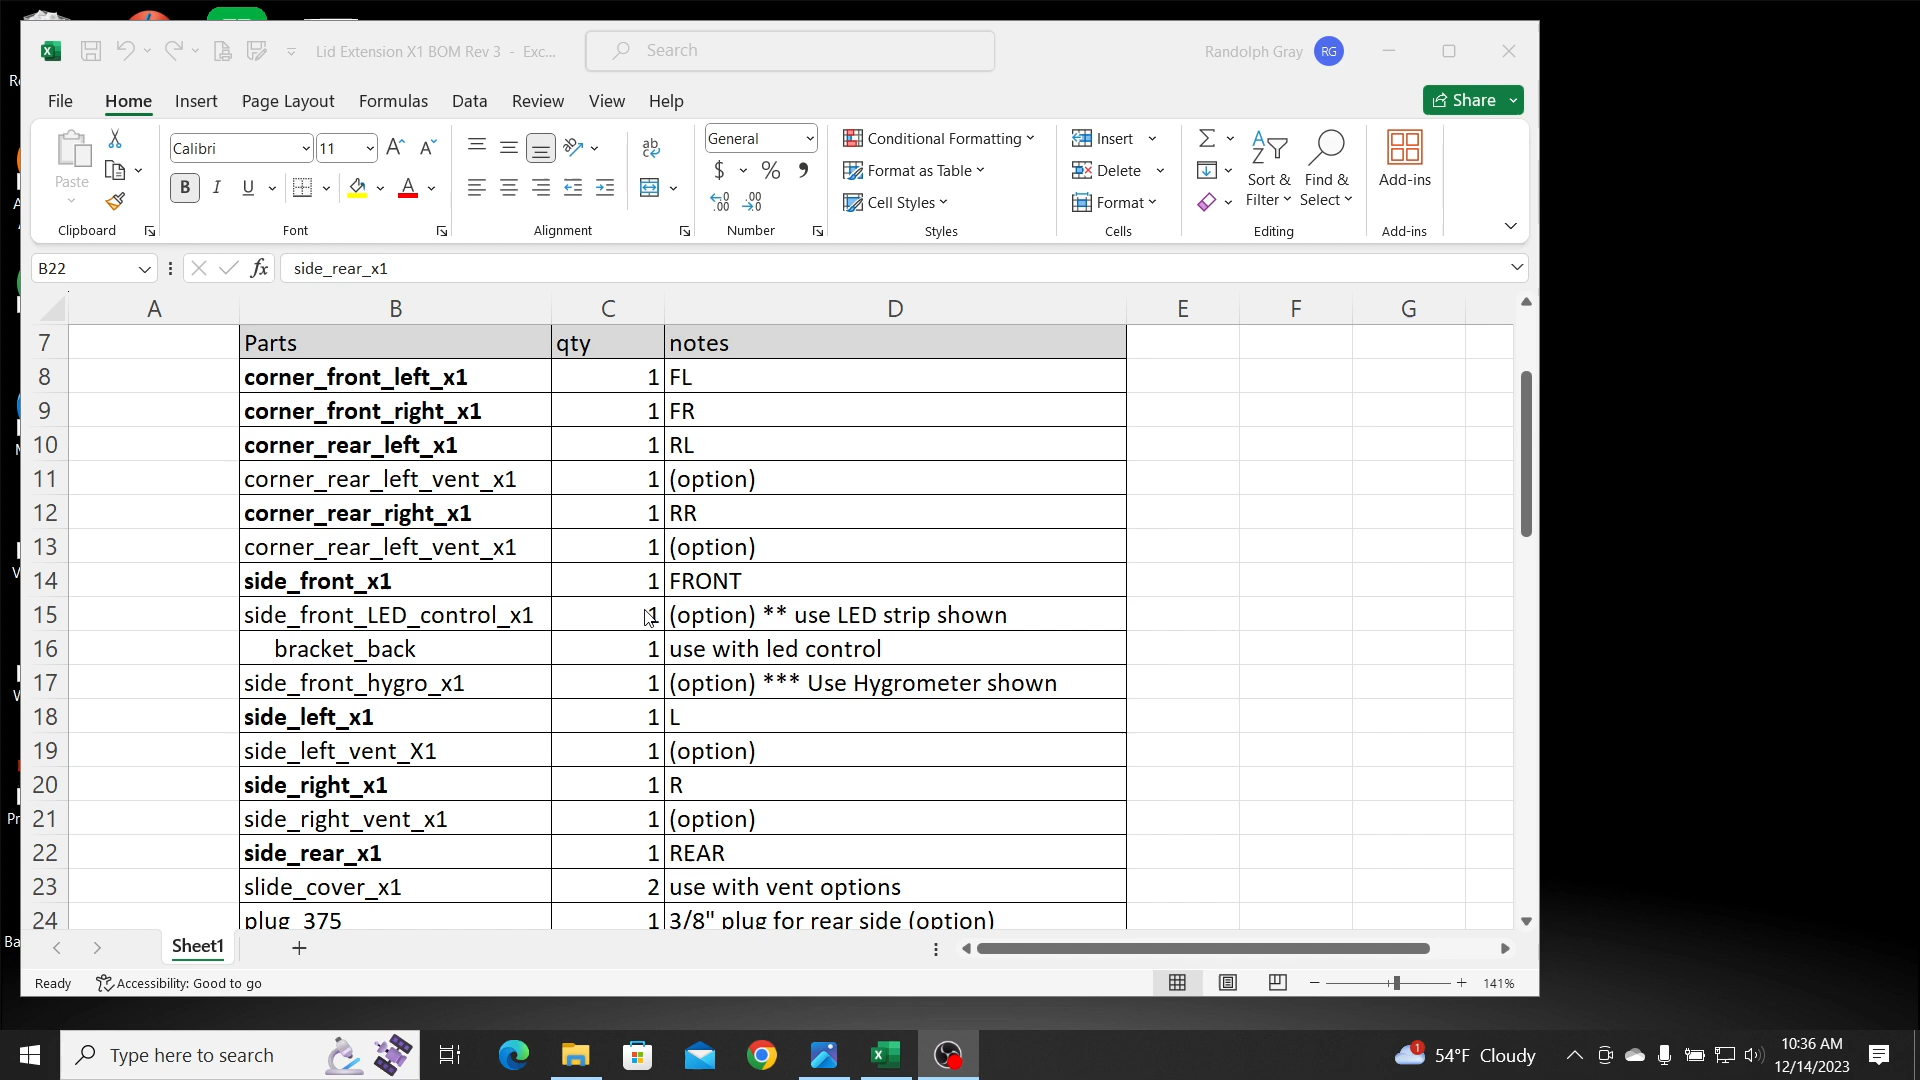 Lid Extension X1 BOM Rev 3 - Exc...
Search
Randolph Gray
RG
File
Home
Insert
Page Layout
Formulas
Data
Review
View
Help
Share
Paste
Clipboard
Calibri
11
B
I
U
A
Font
ab
Alignment
General
$
%
Number
Conditional Formatting
Format as Table
Cell Styles
Styles
Insert
Delete
Format
Cells
Sort &
Filter
Find &
Select
Editing
Add-ins
Add-ins
B22
fx
side_rear_x1
A B C D E F G
7 Parts qty notes
8 corner_front_left_x1 1 FL
9 corner_front_right_x1 1 FR
10 corner_rear_left_x1 1 RL
11 corner_rear_left_vent_x1 1 (option)
12 corner_rear_right_x1 1 RR
13 corner_rear_left_vent_x1 1 (option)
14 side_front_x1 1 FRONT
15 side_front_LED_control_x1 1 (option) ** use LED strip shown
16 bracket_back 1 use with led control
17 side_front_hygro_x1 1 (option) *** Use Hygrometer shown
18 side_left_x1 1 L
19 side_left_vent_X1 1 (option)
20 side_right_x1 1 R
21 side_right_vent_x1 1 (option)
22 side_rear_x1 1 REAR
23 slide_cover_x1 2 use with vent options
24 plug_375 1 3/8" plug for rear side (option)
Sheet1
Ready
Accessibility: Good to go
141%
Type here to search
1
54°F Cloudy
10:36 AM
12/14/2023